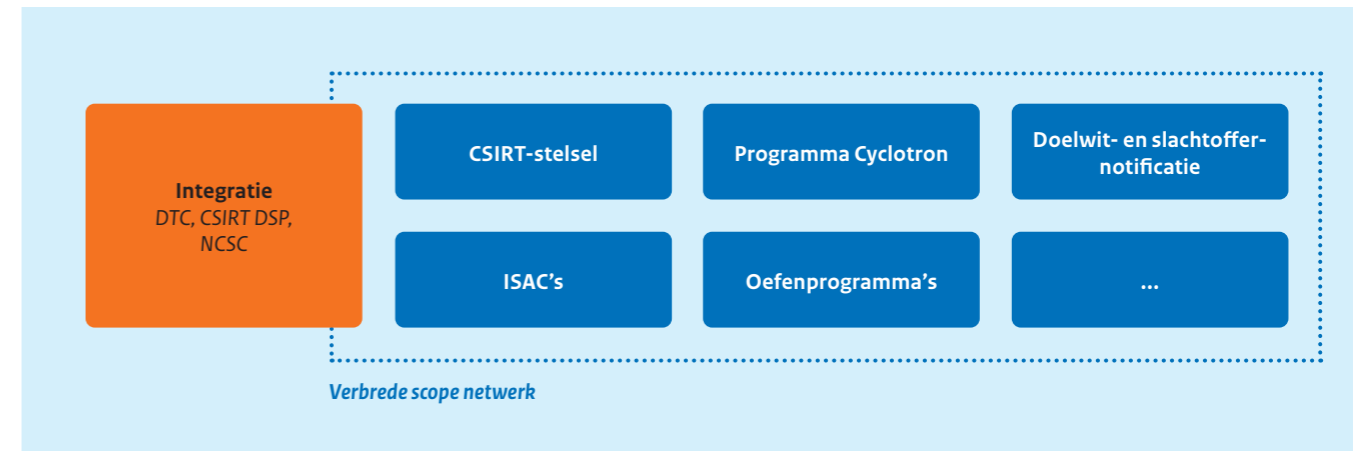 Integratie
DTC, CSIRT DSP,
NCSC
CSIRT-stelsel
Programma Cyclotron
Doelwit- en slachtoffer-
notificatie
ISAC’s
Oefenprogramma’s
...
Verbrede scope netwerk